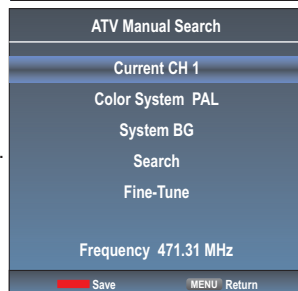 ATV Manual Search
Current CH 1
Color System PAL
System BG
Search
Fine-Tune
Frequency 471.31 MHz
Save MENU Return